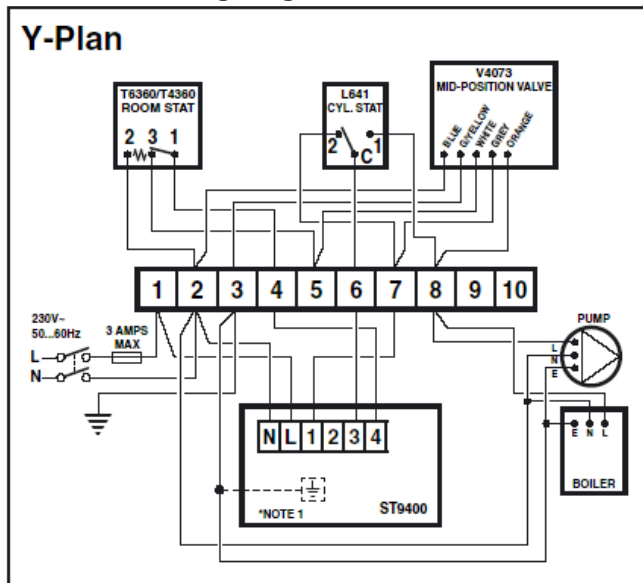 Y-Plan
T6360/T4360
ROOM STAT
2 3 1
L641
CYL. STAT
2 C 1
V4073
MID-POSITION VALVE
BLUE
G/YELLOW
WHITE
GREY
ORANGE
1 2 3 4 5 6 7 8 9 10
230V~
50...60Hz
3 AMPS
MAX
L
N
PUMP
L
N
E
N L 1 2 3 4
*NOTE 1
ST9400
E N L
BOILER